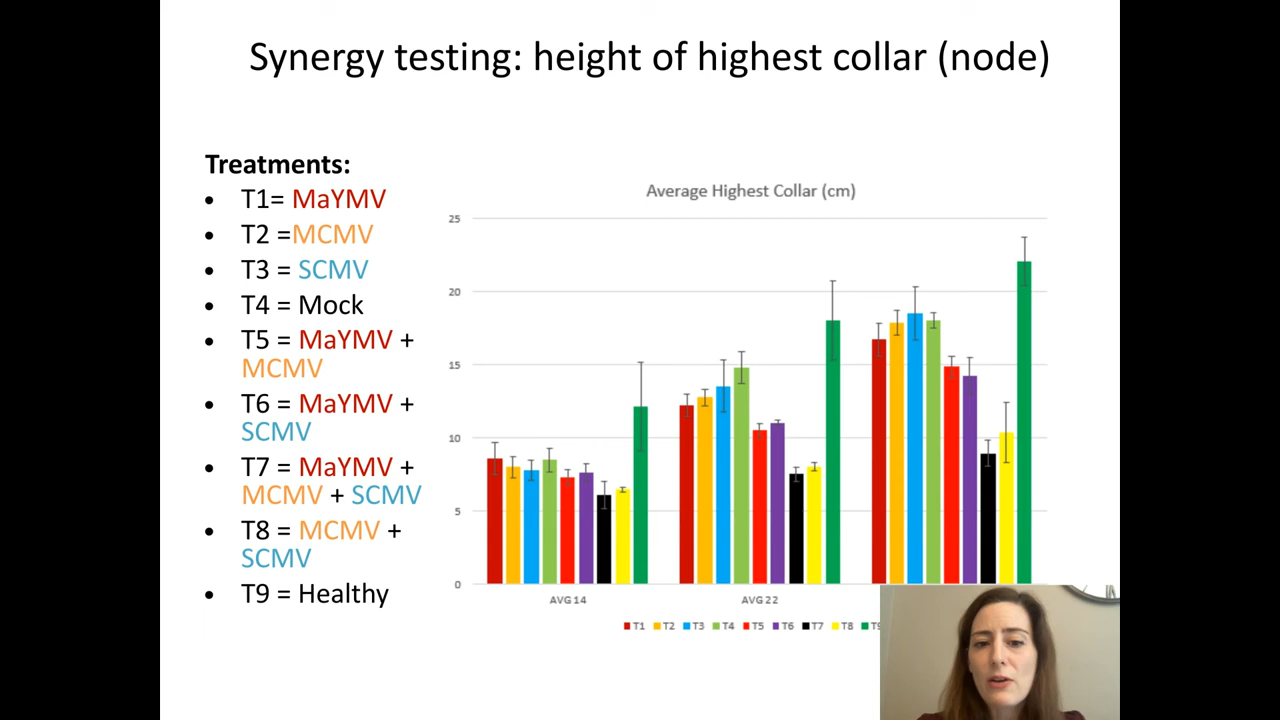 Synergy testing: height of highest collar (node)
Treatments:
• T1= MaYMV
• T2 =MCMV
• T3 = SCMV
• T4 = Mock
• T5 = MaYMV +
MCMV
• T6 = MaYMV +
SCMV
• T7 = MaYMV +
MCMV + SCMV
• T8 = MCMV +
SCMV
• T9 = Healthy
Average Highest Collar (cm)
25
20
15
10
5
0
AVG 14
AVG 22
T1 T2 T3 T4 T5 T6 T7 T8 T9